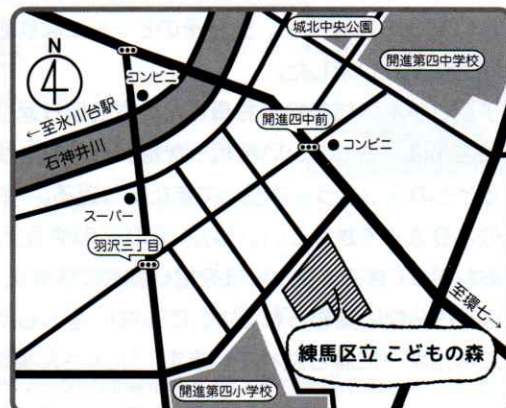 城北中央公園
開進第四中学校
N
コンビニ
←至氷川台駅
石神井川
開進四中前
コンビニ
スーパー
羽沢三丁目
至環七→
練馬区立 こどもの森
開進第四小学校